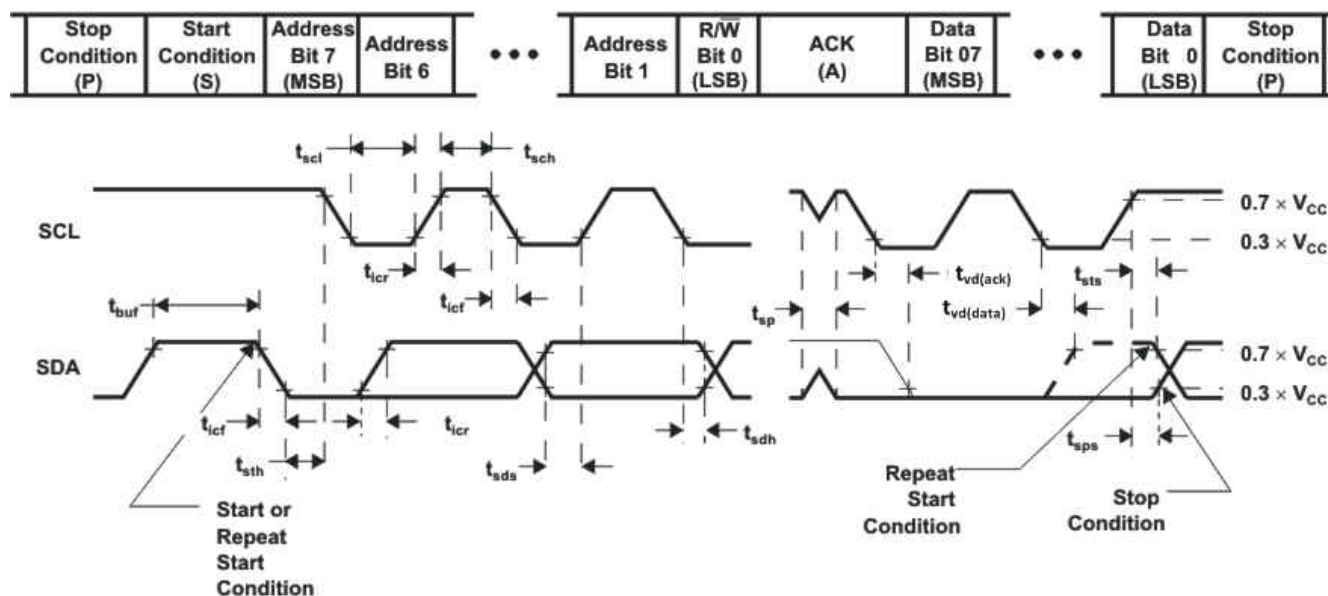 Stop Condition (P)
Start Condition (S)
Address Bit 7 (MSB)
Address Bit 6
• • •
Address Bit 1
R/W̅ Bit 0 (LSB)
ACK (A)
Data Bit 07 (MSB)
• • •
Data Bit 0 (LSB)
Stop Condition (P)
tscl
tsch
SCL
0.7 × VCC
0.3 × VCC
ticr
ticf
tvd(ack)
tsts
tbuf
tsp
tvd(data)
SDA
0.7 × VCC
0.3 × VCC
ticf
ticr
tsdh
tsth
tsds
tsps
Start or
Repeat
Start
Condition
Repeat
Start
Condition
Stop
Condition